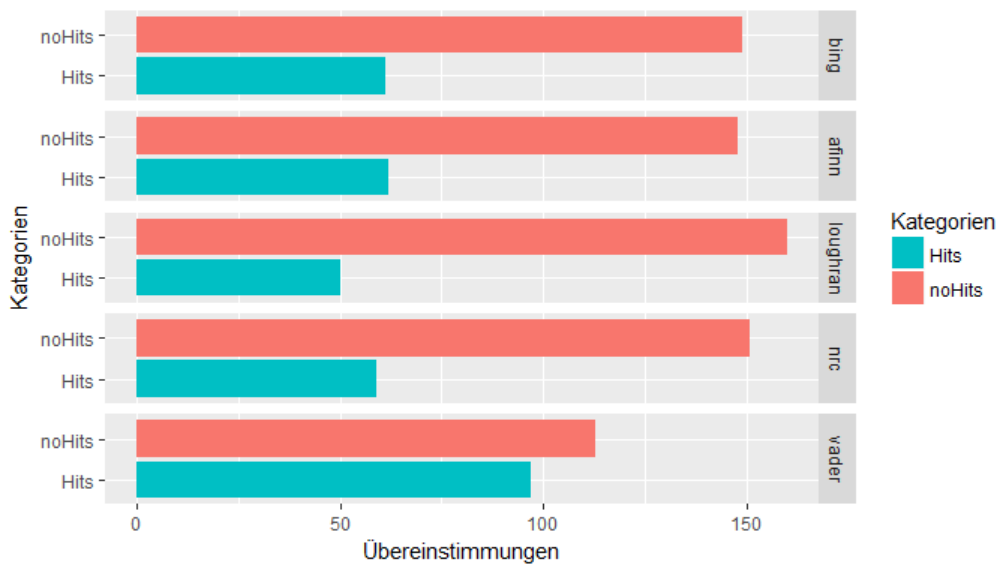 noHits
Hits
bing
noHits
Hits
afinn
noHits
Hits
loughran
noHits
Hits
nrc
noHits
Hits
vader
Kategorien
0 50 100 150
Übereinstimmungen
Kategorien
Hits
noHits